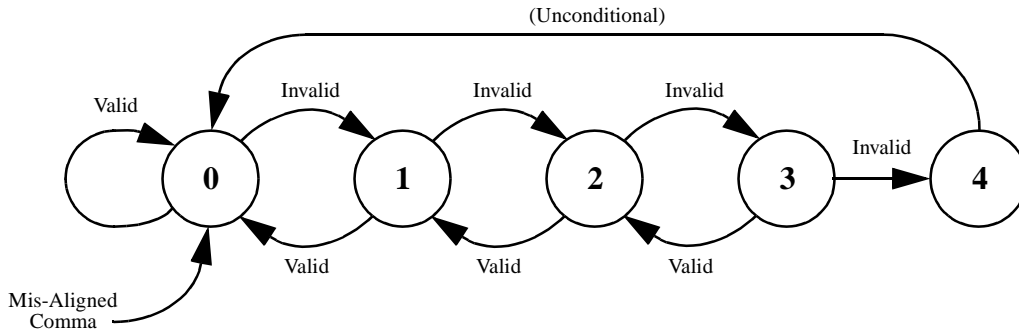 (Unconditional)
Valid
Invalid
Invalid
Invalid
Invalid
0
1
2
3
4
Valid
Valid
Valid
Mis-Aligned
Comma